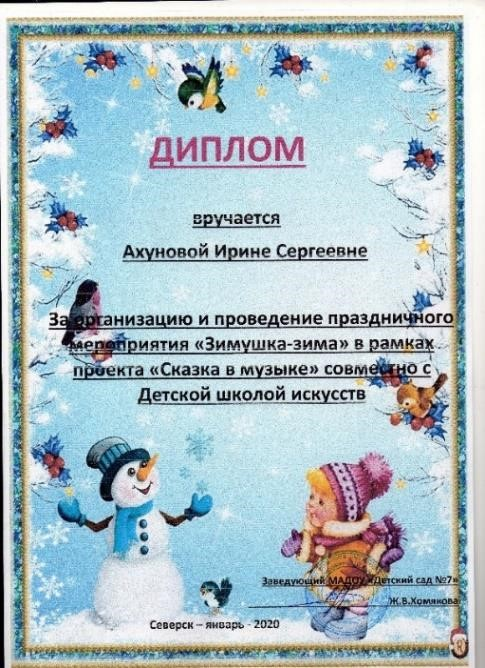 ДИПЛОМ
вручается
Ахуновой Ирине Сергеевне
За организацию и проведение праздничного
мероприятия «Зимушка-зима» в рамках
проекта «Сказка в музыке» совместно с
Детской школой искусств
Заведующий МАДОУ «Детский сад №7»
Ж.В.Хомякова
Северск – январь - 2020